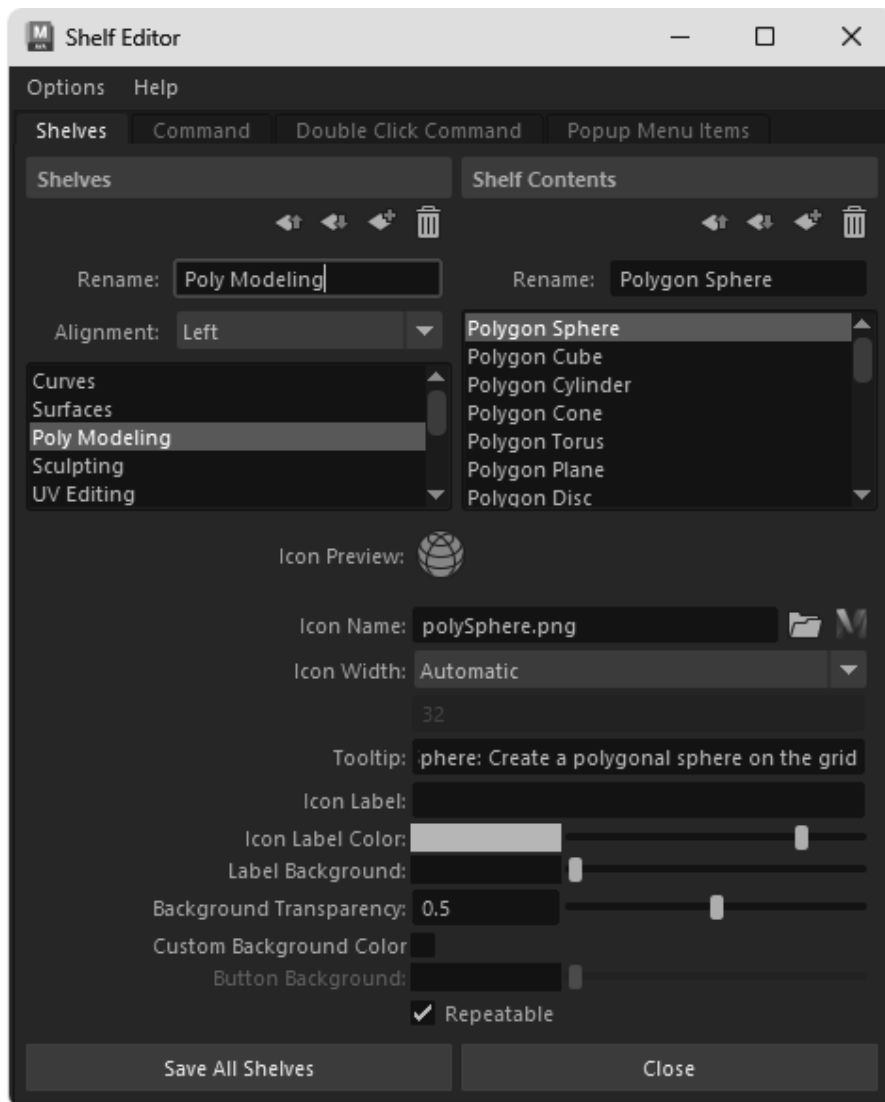 Shelf Editor
Options Help
Shelves Command Double Click Command Popup Menu Items
Shelves
Rename: Poly Modeling
Alignment: Left
Curves
Surfaces
Poly Modeling
Sculpting
UV Editing
Shelf Contents
Rename: Polygon Sphere
Polygon Sphere
Polygon Cube
Polygon Cylinder
Polygon Cone
Polygon Torus
Polygon Plane
Polygon Disc
Icon Preview:
Icon Name: polySphere.png
Icon Width: Automatic
32
Tooltip: phere: Create a polygonal sphere on the grid
Icon Label:
Icon Label Color:
Label Background:
Background Transparency: 0.5
Custom Background Color
Button Background:
Repeatable
Save All Shelves Close